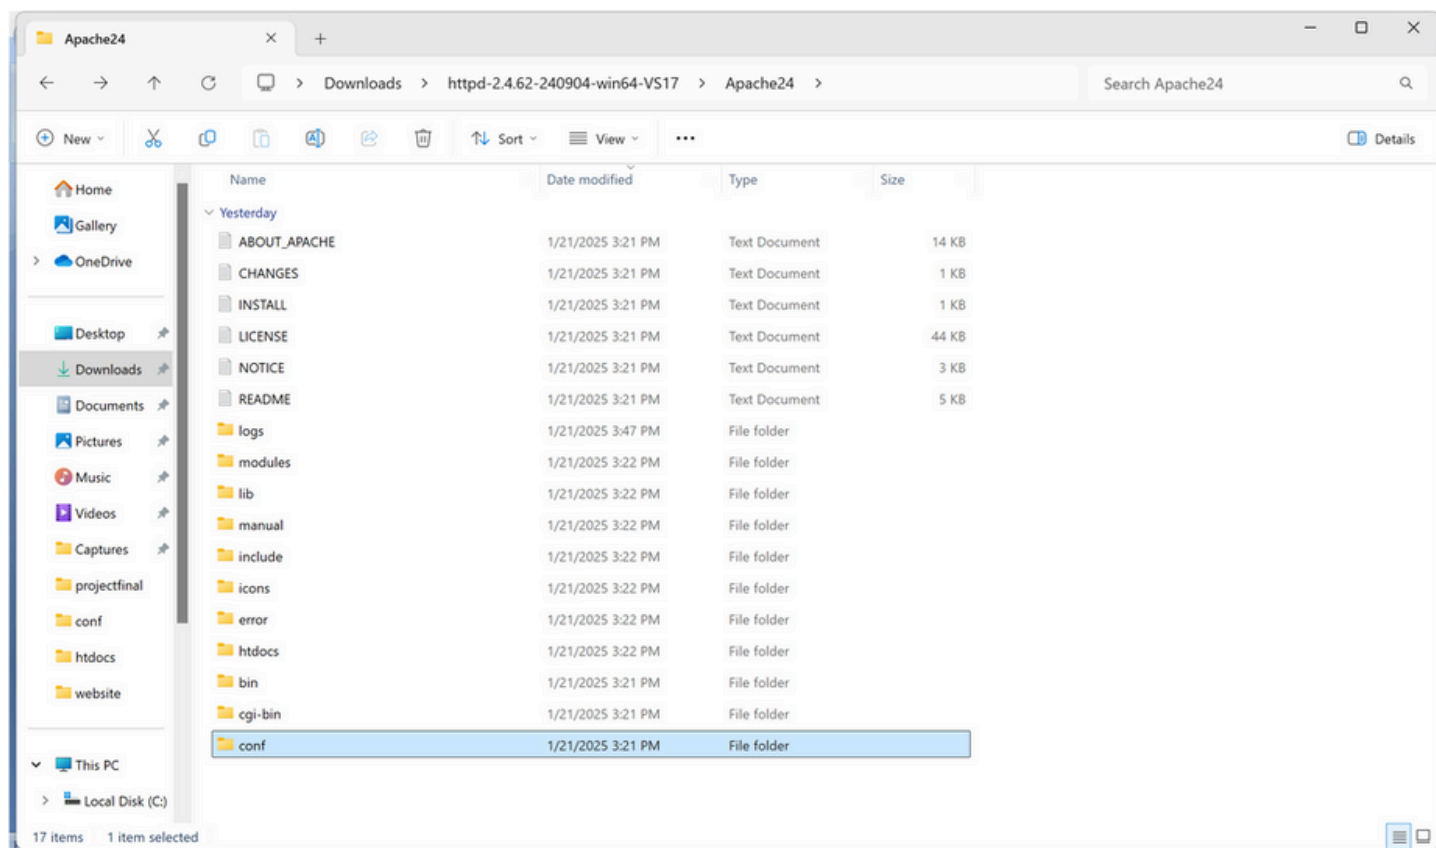 Apache24
Downloads > httpd-2.4.62-240904-win64-VS17 > Apache24 >
Search Apache24
New
Sort
View
Details
Home
Gallery
OneDrive
Desktop
Downloads
Documents
Pictures
Music
Videos
Captures
projectfinal
conf
htdocs
website
This PC
Local Disk (C:)
Name Date modified Type Size
Yesterday
ABOUT_APACHE 1/21/2025 3:21 PM Text Document 14 KB
CHANGES 1/21/2025 3:21 PM Text Document 1 KB
INSTALL 1/21/2025 3:21 PM Text Document 1 KB
LICENSE 1/21/2025 3:21 PM Text Document 44 KB
NOTICE 1/21/2025 3:21 PM Text Document 3 KB
README 1/21/2025 3:21 PM Text Document 5 KB
logs 1/21/2025 3:47 PM File folder
modules 1/21/2025 3:22 PM File folder
lib 1/21/2025 3:22 PM File folder
manual 1/21/2025 3:22 PM File folder
include 1/21/2025 3:22 PM File folder
icons 1/21/2025 3:22 PM File folder
error 1/21/2025 3:22 PM File folder
htdocs 1/21/2025 3:22 PM File folder
bin 1/21/2025 3:21 PM File folder
cgi-bin 1/21/2025 3:21 PM File folder
conf 1/21/2025 3:21 PM File folder
17 items 1 item selected